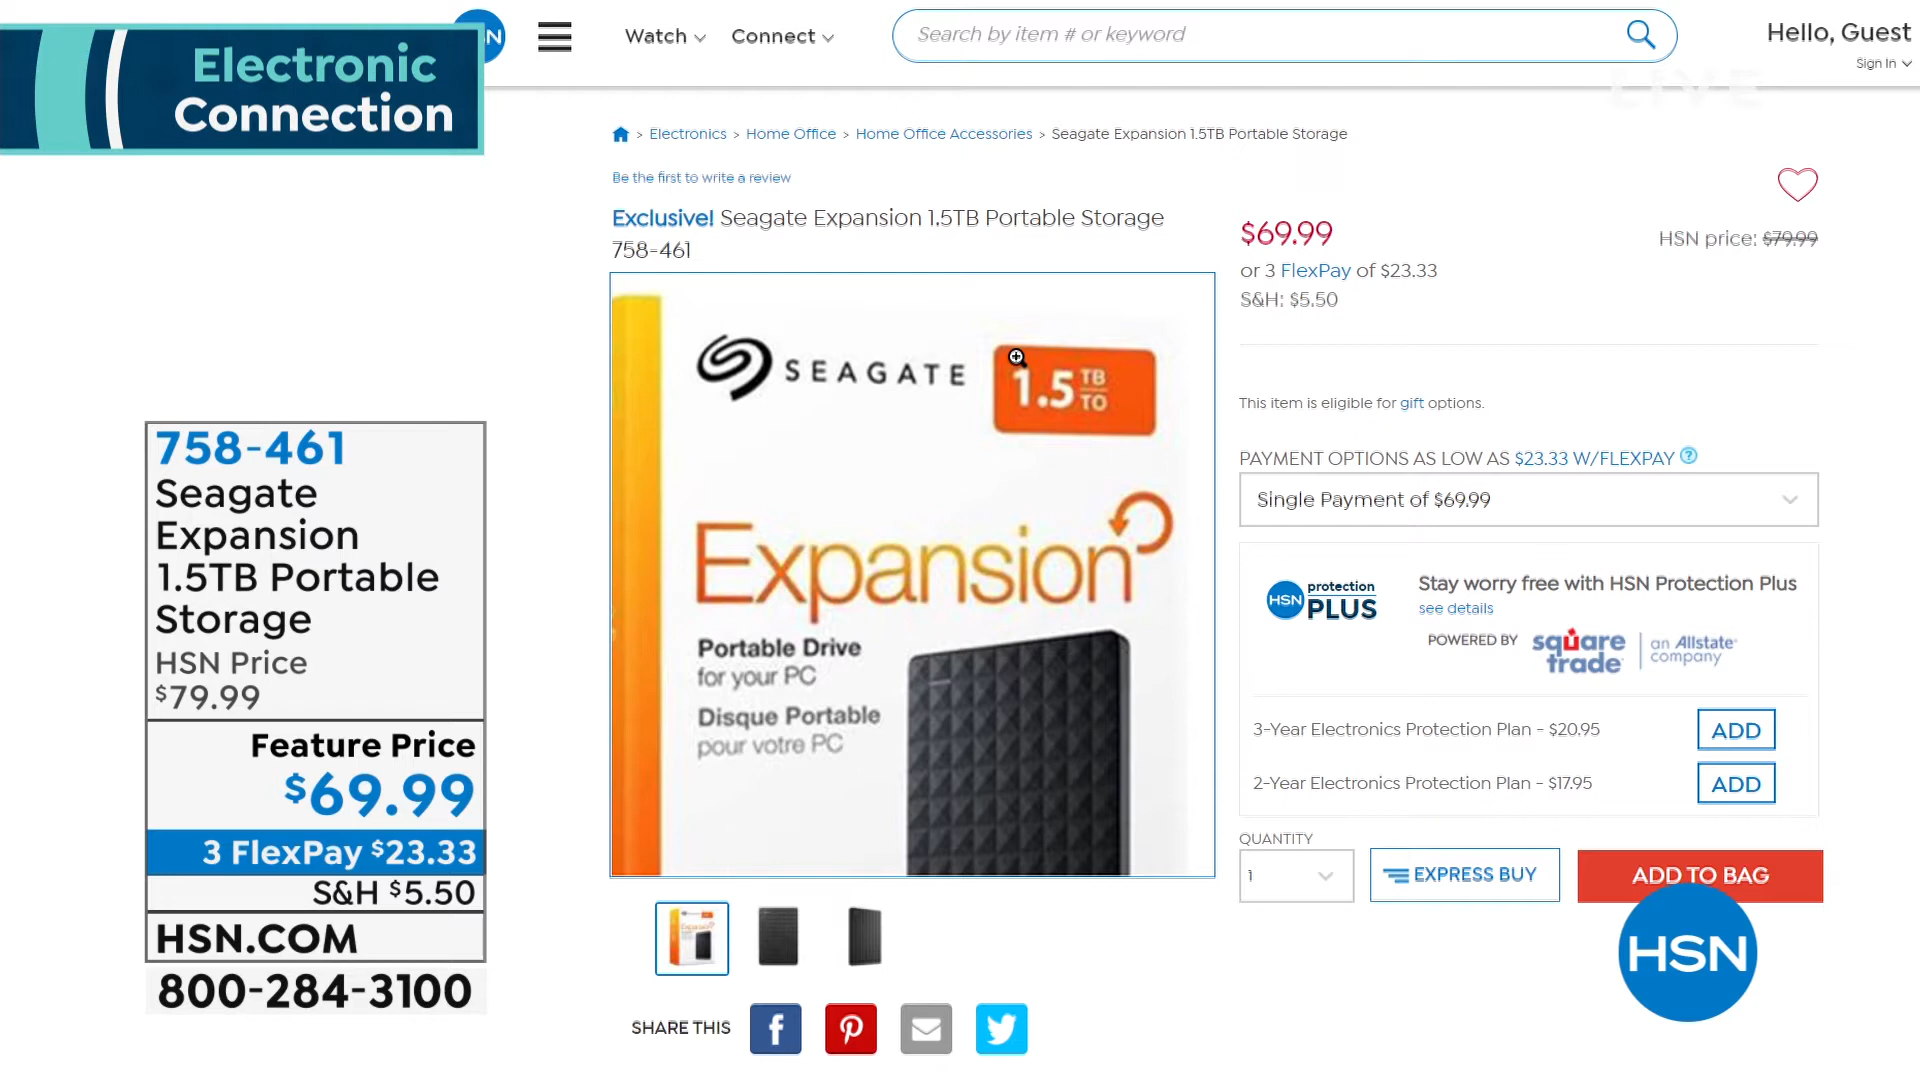 Electronic
Connection
Watch
Connect
Search by item # or keyword
Hello, Guest
Sign In
LIVE
> Electronics > Home Office > Home Office Accessories > Seagate Expansion 1.5TB Portable Storage
Be the first to write a review
Exclusive! Seagate Expansion 1.5TB Portable Storage
758-461
$69.99
HSN price: $79.99
or 3 FlexPay of $23.33
S&H: $5.50
SEAGATE
1.5 TB
TO
Expansion
Portable Drive
for your PC
Disque Portable
pour votre PC
This item is eligible for gift options.
PAYMENT OPTIONS AS LOW AS $23.33 W/FLEXPAY ?
Single Payment of $69.99
HSN protection
PLUS
Stay worry free with HSN Protection Plus
see details
POWERED BY square
trade
an Allstate
company
3-Year Electronics Protection Plan - $20.95
ADD
2-Year Electronics Protection Plan - $17.95
ADD
QUANTITY
1
EXPRESS BUY
ADD TO BAG
SHARE THIS
758-461
Seagate
Expansion
1.5TB Portable
Storage
HSN Price
$79.99
Feature Price
$69.99
3 FlexPay $23.33
S&H $5.50
HSN.COM
800-284-3100
HSN